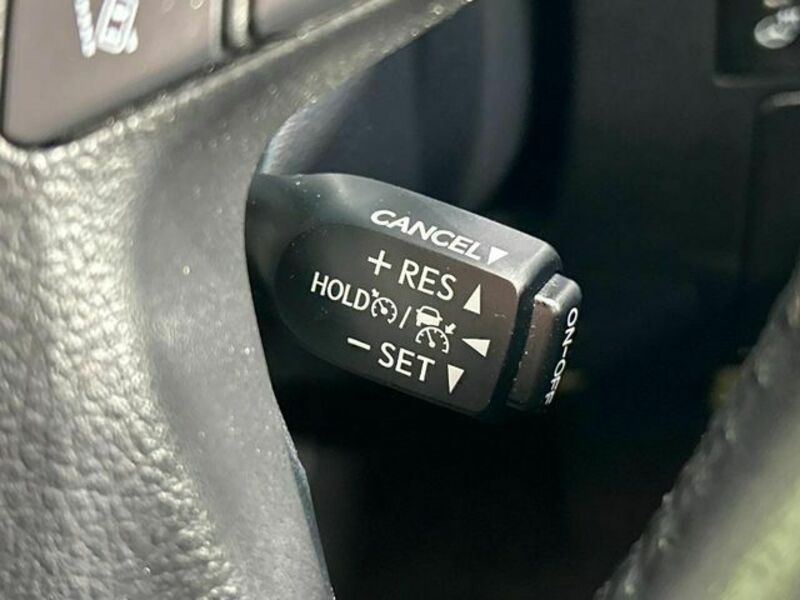 CANCEL▼
+ RES ▲
HOLD /
− SET ▼
ON-OFF